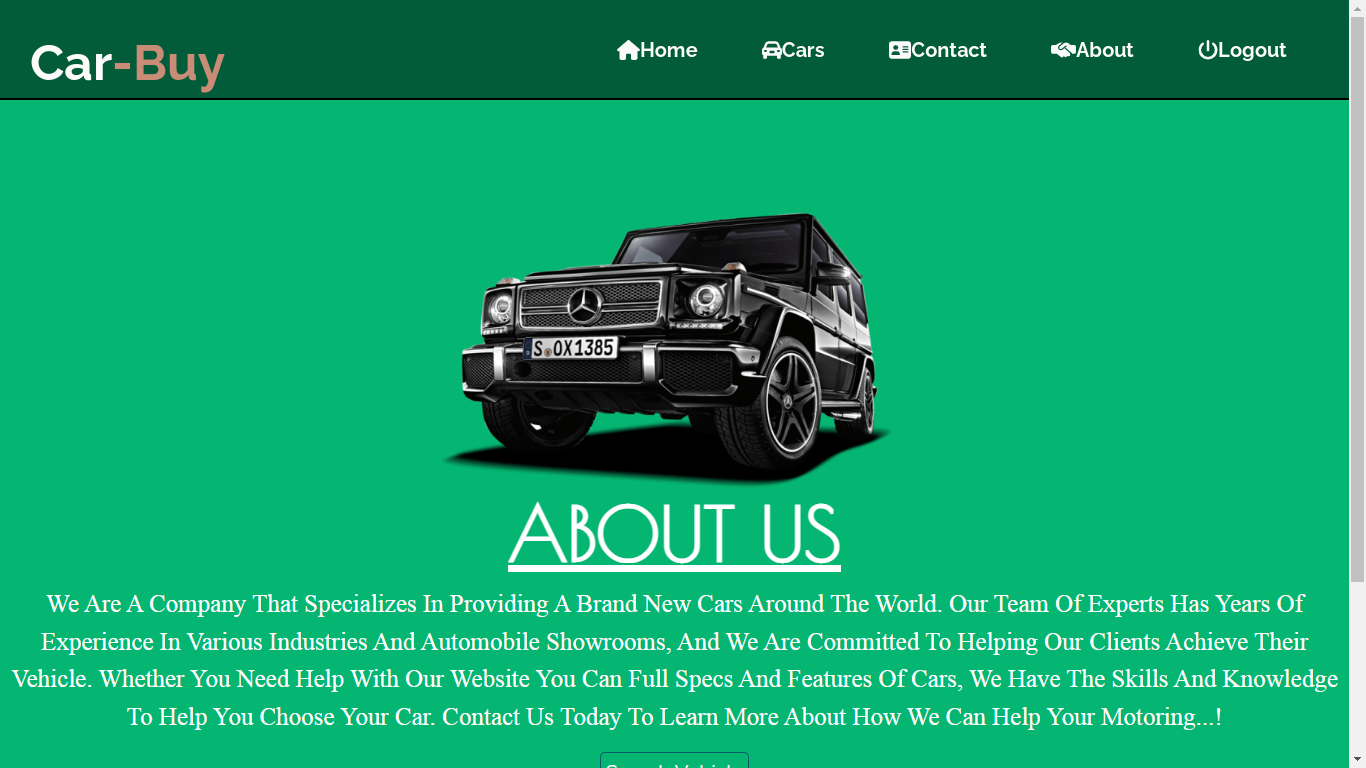 Car-Buy
Home Cars Contact About Logout
S OX1385
ABOUT US
We Are A Company That Specializes In Providing A Brand New Cars Around The World. Our Team Of Experts Has Years Of
Experience In Various Industries And Automobile Showrooms, And We Are Committed To Helping Our Clients Achieve Their
Vehicle. Whether You Need Help With Our Website You Can Full Specs And Features Of Cars, We Have The Skills And Knowledge
To Help You Choose Your Car. Contact Us Today To Learn More About How We Can Help Your Motoring...!